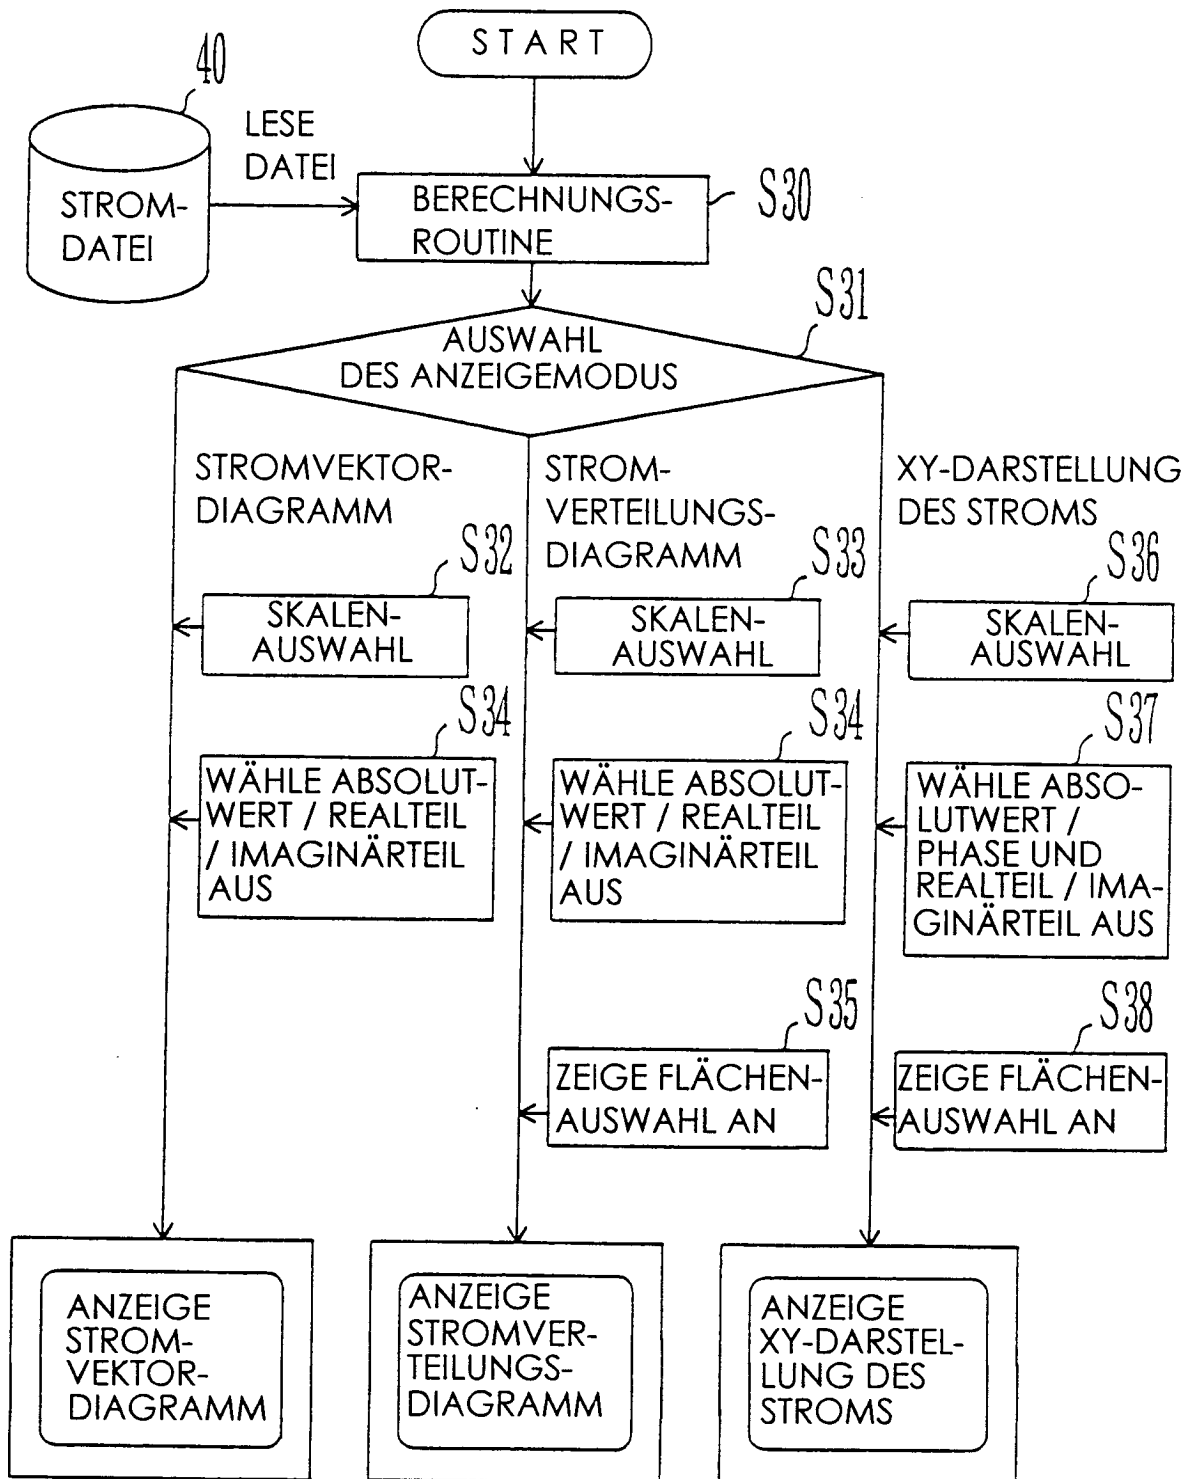 START
40
LESE
DATEI
STROM-
DATEI
BERECHNUNGS-
ROUTINE
S30
S31
AUSWAHL
DES ANZEIGEMODUS
STROMVEKTOR-
DIAGRAMM
STROM-
VERTEILUNGS-
DIAGRAMM
XY-DARSTELLUNG
DES STROMS
S32
SKALEN-
AUSWAHL
S33
SKALEN-
AUSWAHL
S36
SKALEN-
AUSWAHL
S34
WÄHLE ABSOLUT-
WERT / REALTEIL
/ IMAGINÄRTEIL
AUS
S34
WÄHLE ABSOLUT-
WERT / REALTEIL
/ IMAGINÄRTEIL
AUS
S37
WÄHLE ABSO-
LUTWERT /
PHASE UND
REALTEIL / IMA-
GINÄRTEIL AUS
S35
ZEIGE FLÄCHEN-
AUSWAHL AN
S38
ZEIGE FLÄCHEN-
AUSWAHL AN
ANZEIGE
STROM-
VEKTOR-
DIAGRAMM
ANZEIGE
STROMVER-
TEILUNGS-
DIAGRAMM
ANZEIGE
XY-DARSTEL-
LUNG DES
STROMS